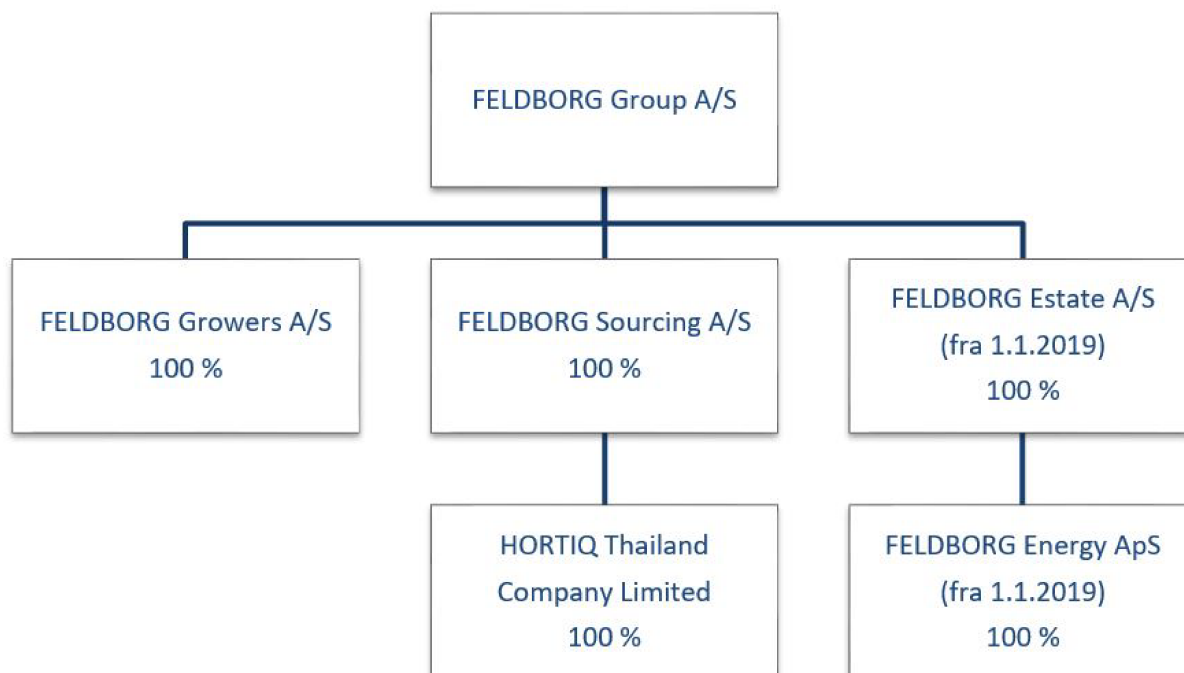 FELDBORG Group A/S
FELDBORG Growers A/S
100 %
FELDBORG Sourcing A/S
100 %
FELDBORG Estate A/S
(fra 1.1.2019)
100 %
HORTIQ Thailand
Company Limited
100 %
FELDBORG Energy ApS
(fra 1.1.2019)
100 %